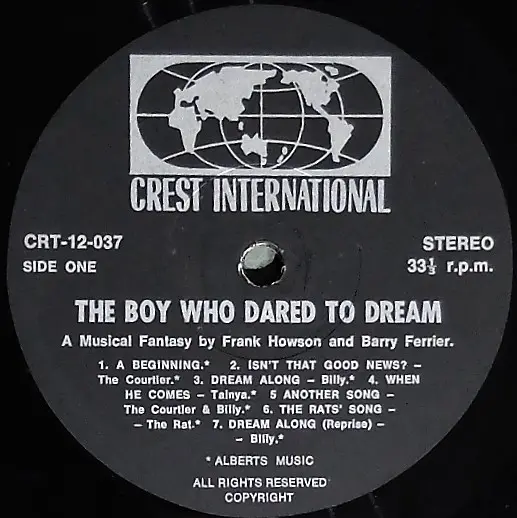 CREST INTERNATIONAL
CRT-12-037
STEREO
SIDE ONE
33⅓ r.p.m.
THE BOY WHO DARED TO DREAM
A Musical Fantasy by Frank Howson and Barry Ferrier.
1. A BEGINNING.* 2. ISN'T THAT GOOD NEWS? –
The Courtier.* 3. DREAM ALONG – Billy.* 4. WHEN
HE COMES – Tainya.* 5 ANOTHER SONG –
The Courtier & Billy.* 6. THE RATS' SONG –
– The Rat.* 7. DREAM ALONG (Reprise) –
– Billy.*
* ALBERTS MUSIC
ALL RIGHTS RESERVED
COPYRIGHT